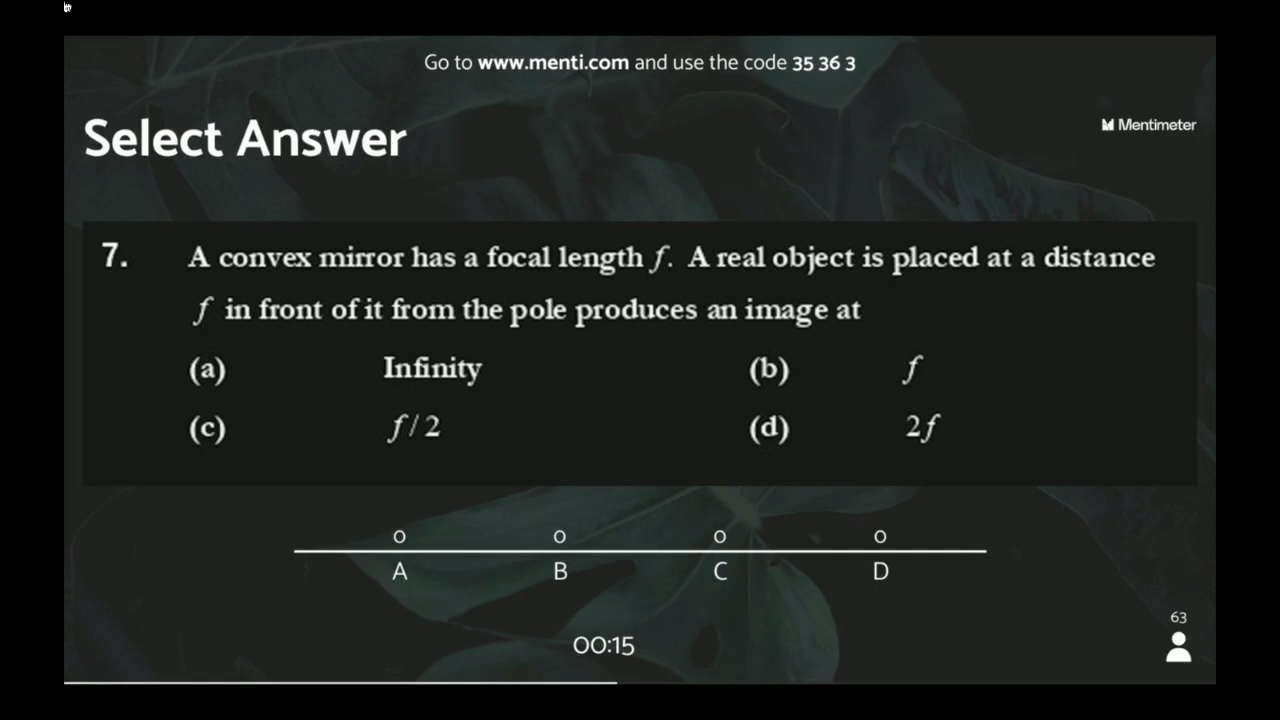 Go to www.menti.com and use the code 35 36 3
Select Answer
Mentimeter
7. A convex mirror has a focal length f. A real object is placed at a distance
f in front of it from the pole produces an image at
(a) Infinity (b) f
(c) f/2 (d) 2f
0 0 0 0
A B C D
63
00:15